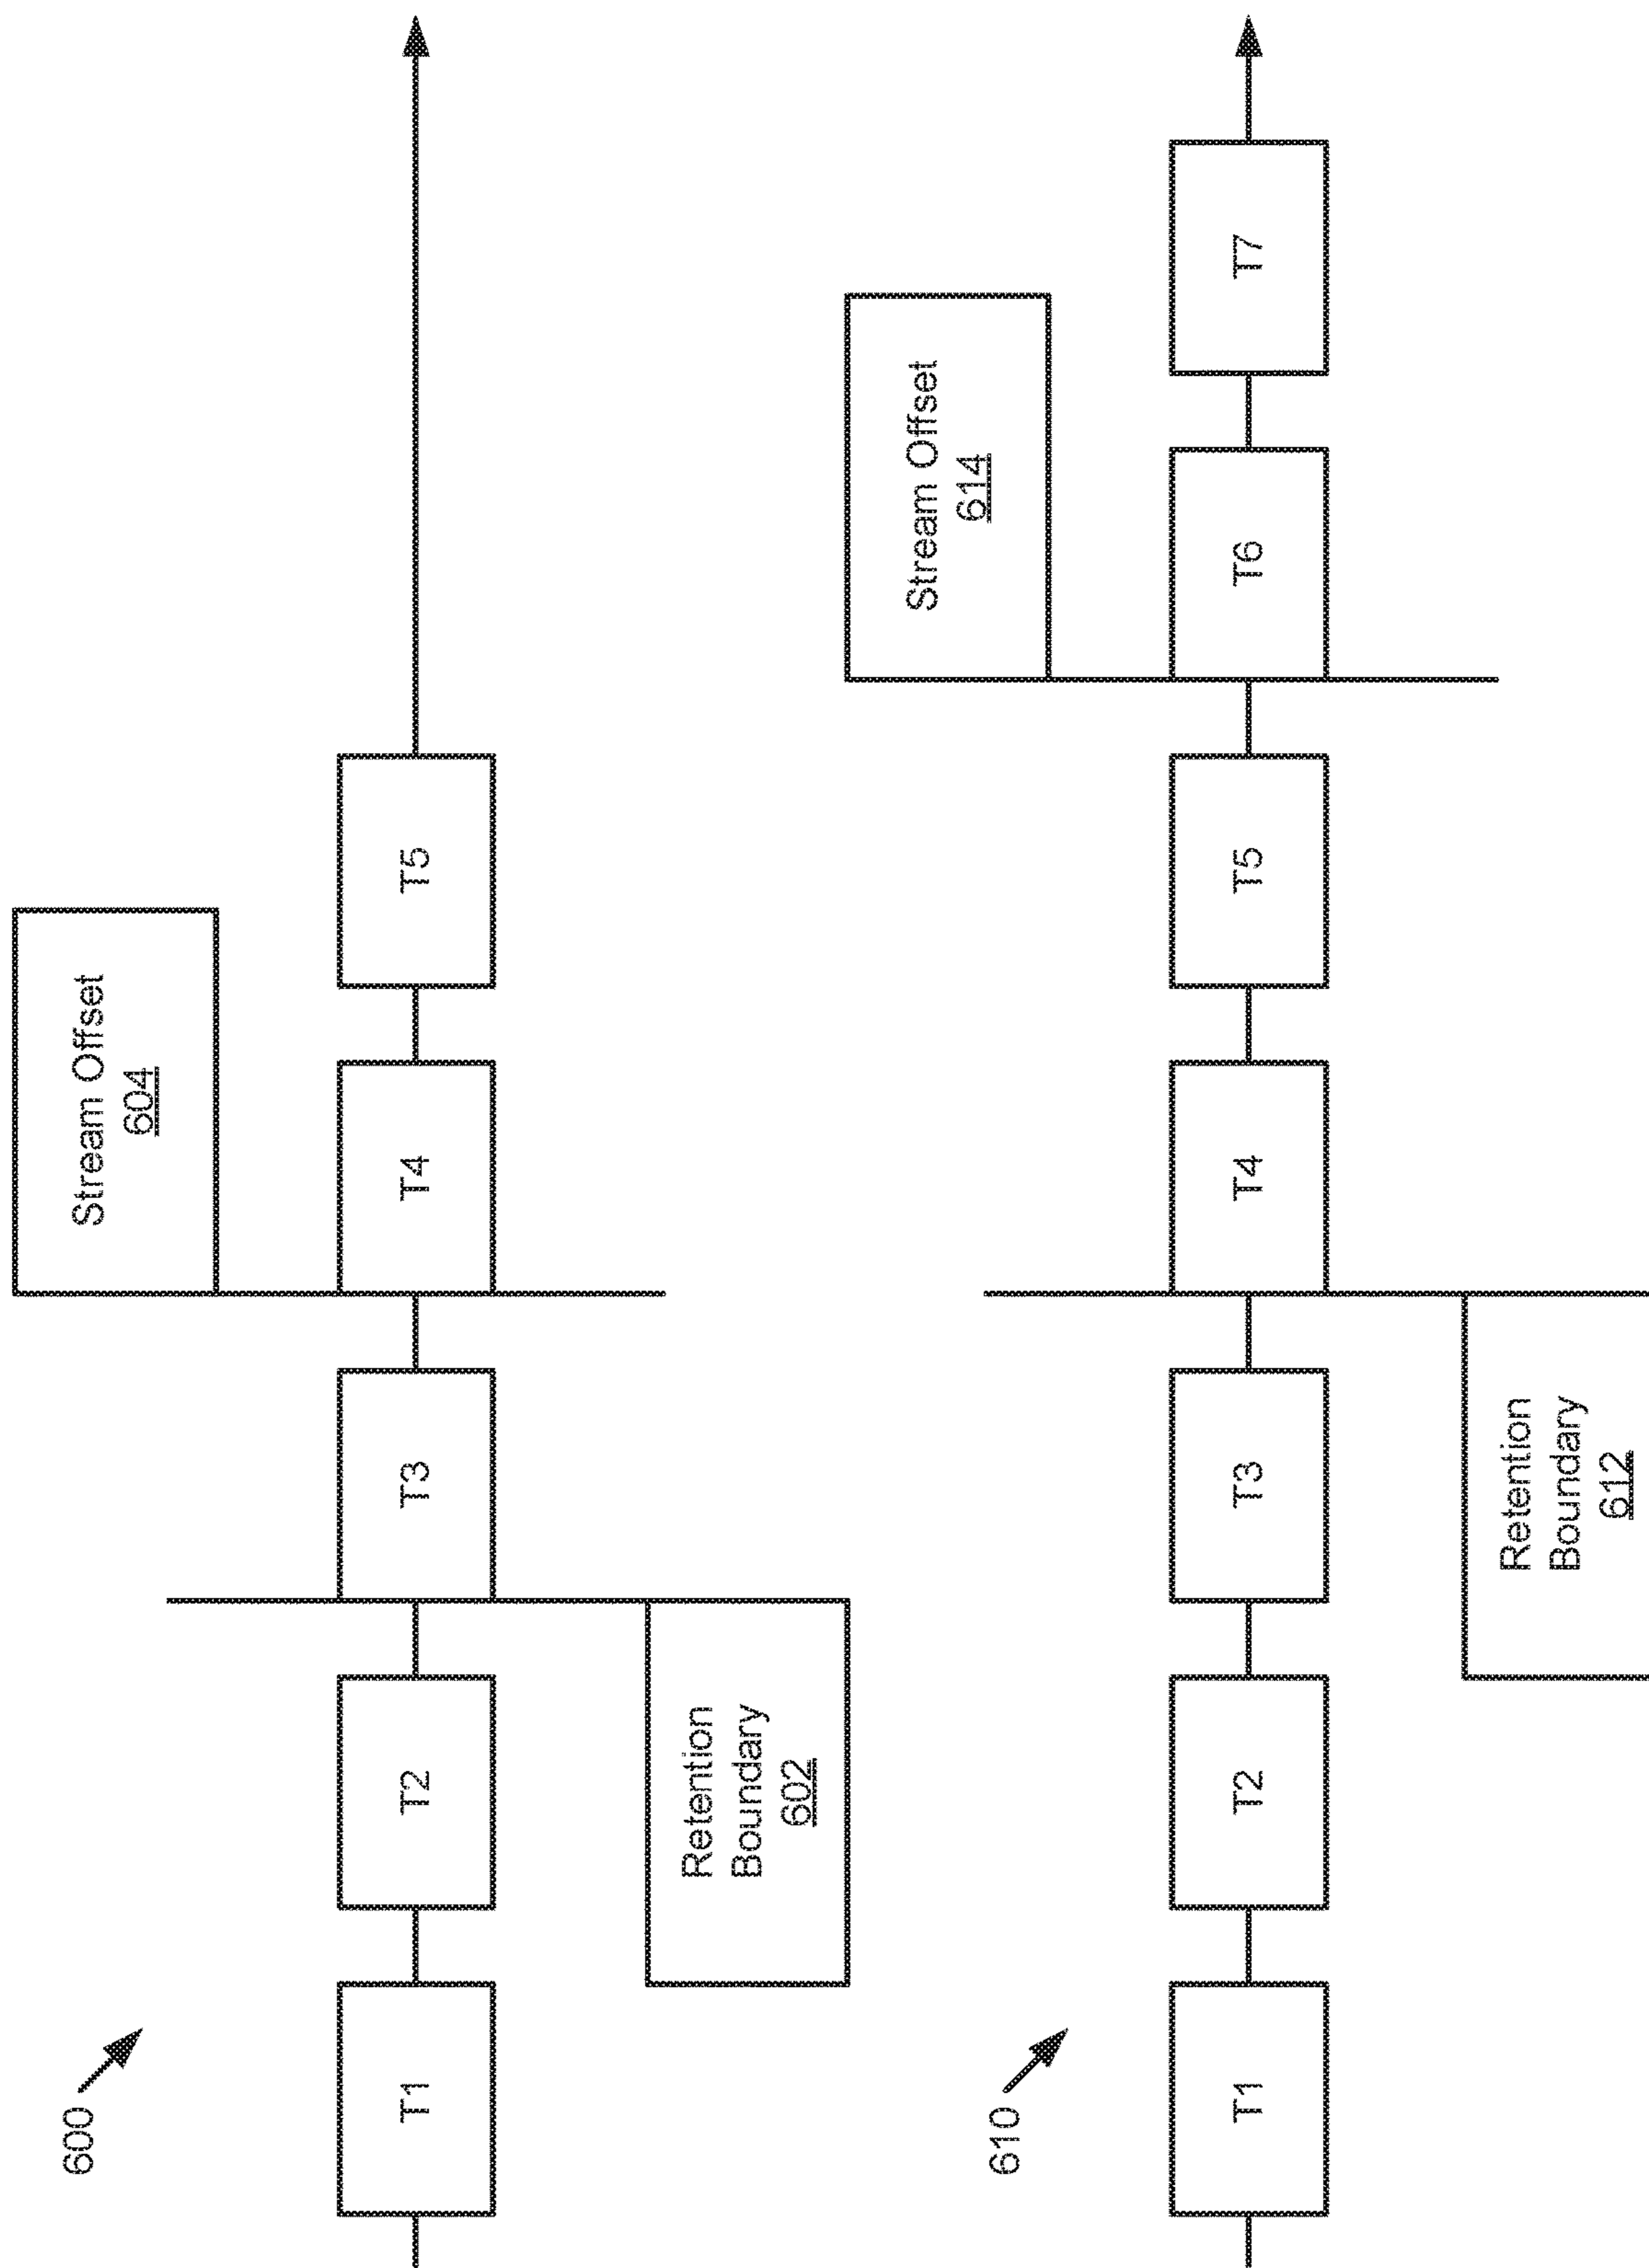 600
Stream Offset
604
T1
T2
T3
T4
T5
Retention
Boundary
602
610
Stream Offset
614
T1
T2
T3
T4
T5
T6
T7
Retention
Boundary
612